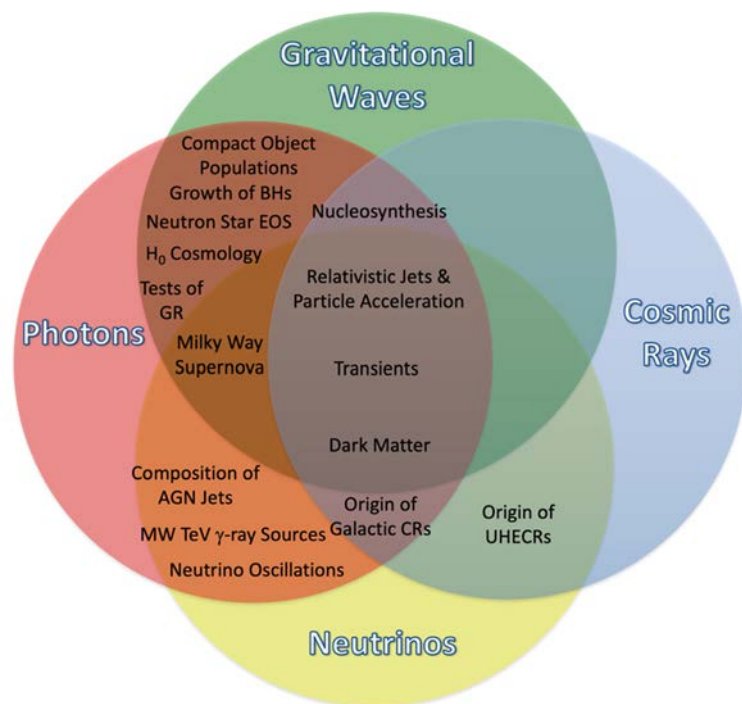 Gravitational
Waves
Compact Object
Populations
Growth of BHs
Nucleosynthesis
Neutron Star EOS
H₀ Cosmology
Tests of
GR
Relativistic Jets &
Particle Acceleration
Photons
Cosmic
Rays
Milky Way
Supernova
Transients
Dark Matter
Composition of
AGN Jets
Origin of
Galactic CRs
Origin of
UHECRs
MW TeV γ-ray Sources
Neutrino Oscillations
Neutrinos